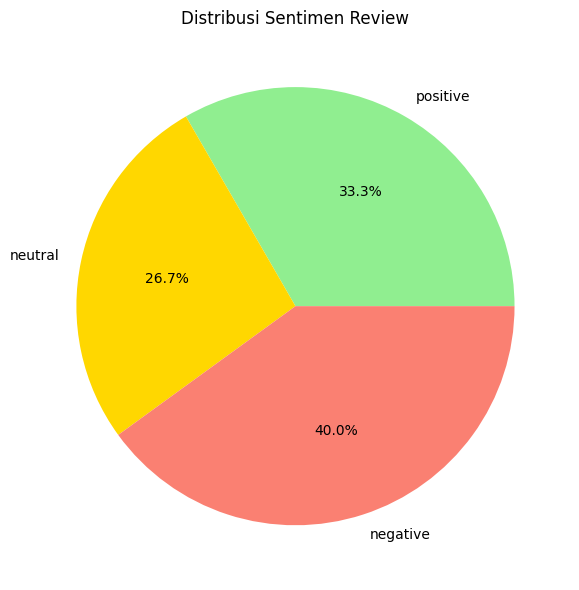 Distribusi Sentimen Review
positive
33.3%
neutral
26.7%
40.0%
negative